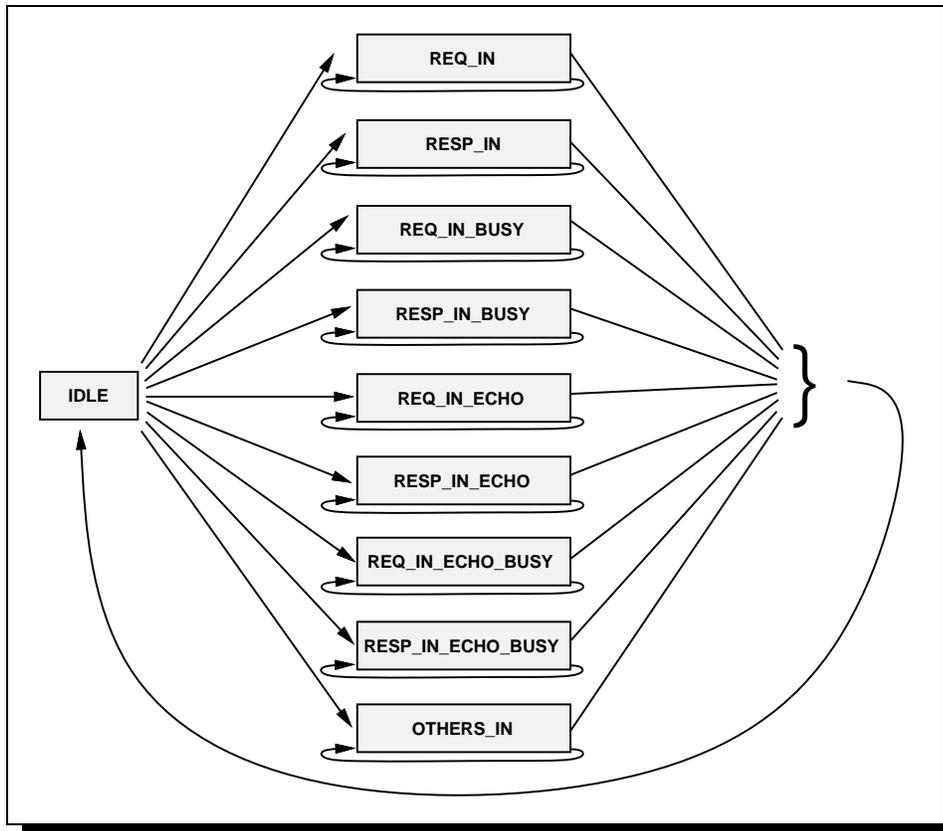 REQ_IN
RESP_IN
REQ_IN_BUSY
RESP_IN_BUSY
IDLE
REQ_IN_ECHO
RESP_IN_ECHO
REQ_IN_ECHO_BUSY
RESP_IN_ECHO_BUSY
OTHERS_IN
}